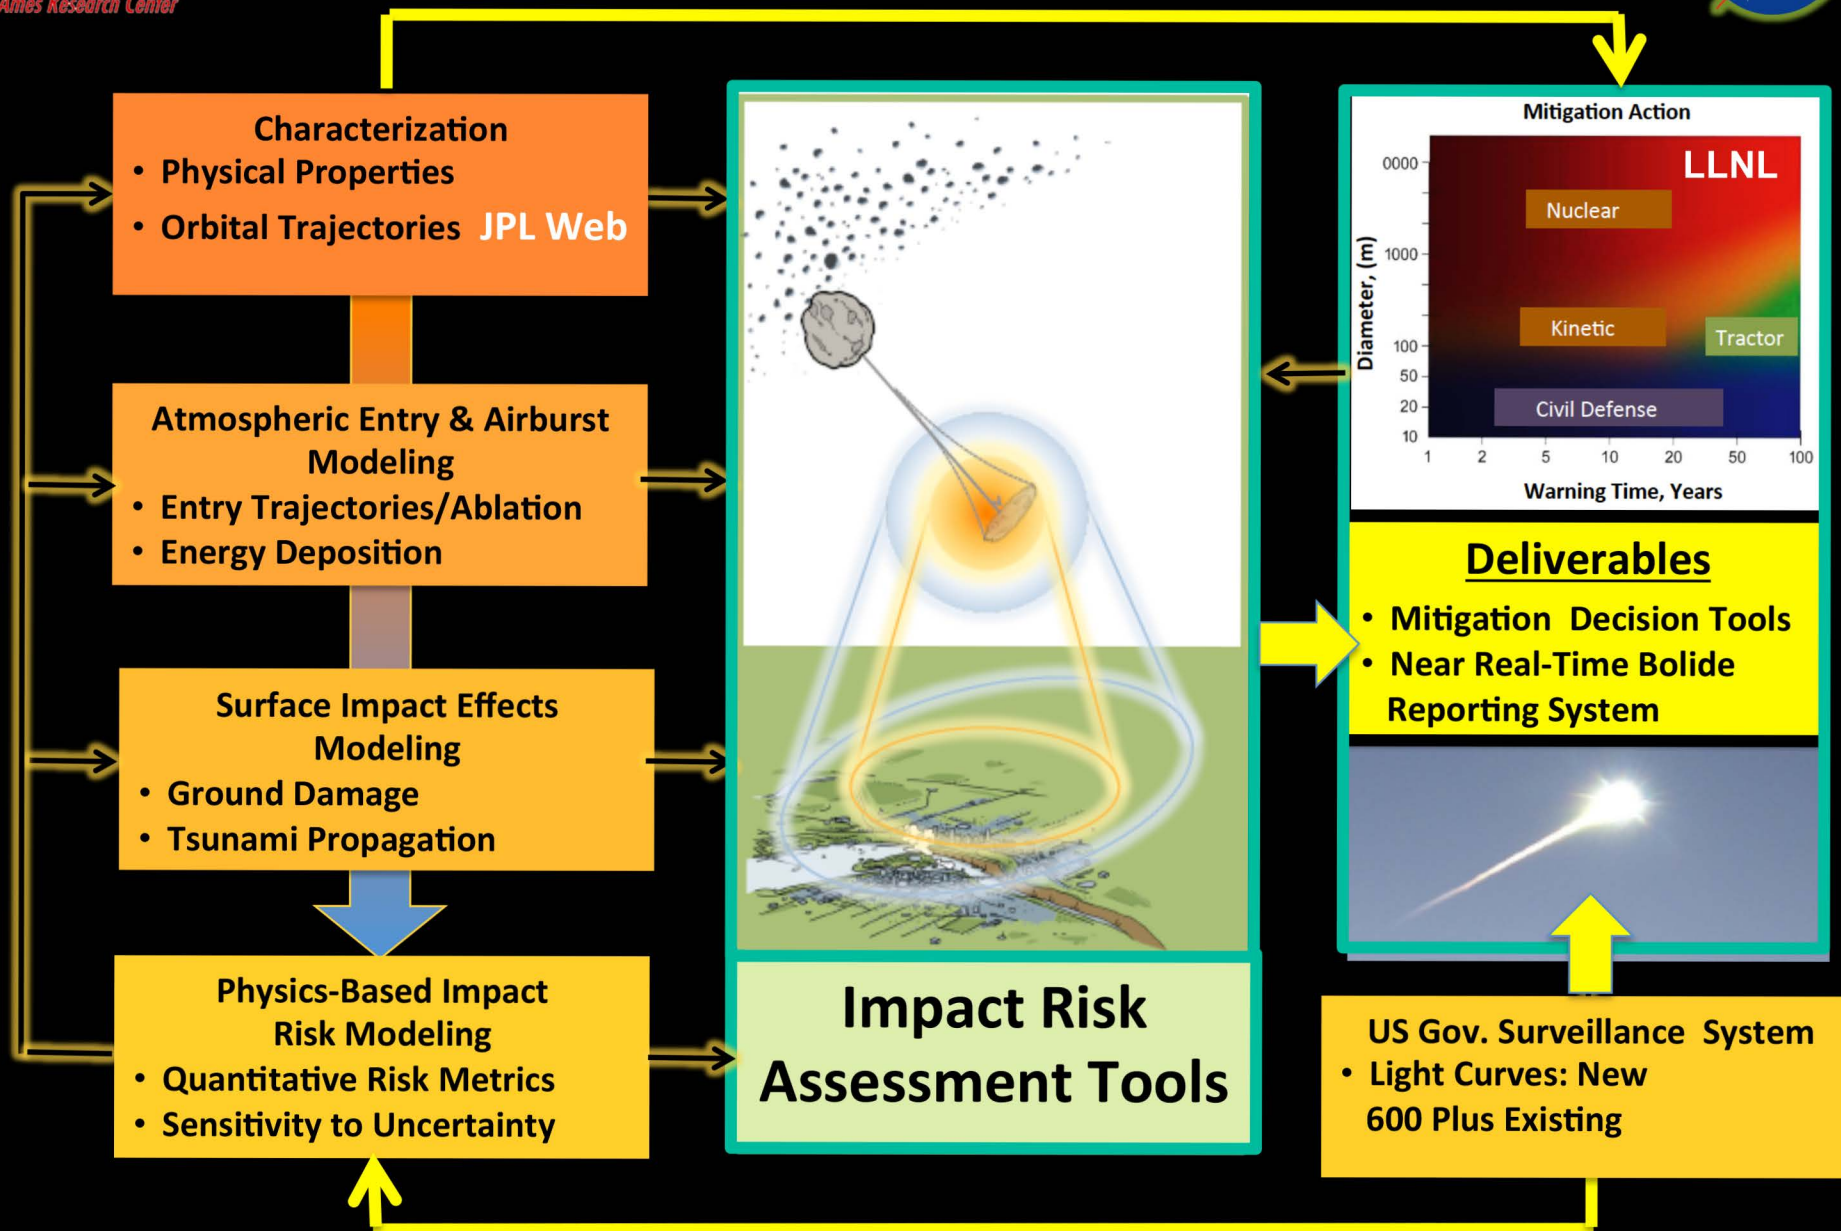 Ames Research Center
Characterization
• Physical Properties
• Orbital Trajectories JPL Web
Atmospheric Entry & Airburst
Modeling
• Entry Trajectories/Ablation
• Energy Deposition
Surface Impact Effects
Modeling
• Ground Damage
• Tsunami Propagation
Physics-Based Impact
Risk Modeling
• Quantitative Risk Metrics
• Sensitivity to Uncertainty
Impact Risk
Assessment Tools
Mitigation Action
LLNL
Diameter, (m)
0000
1000
100
50
20
10
Nuclear
Kinetic
Tractor
Civil Defense
1 2 5 10 20 50 100
Warning Time, Years
Deliverables
• Mitigation Decision Tools
• Near Real-Time Bolide
Reporting System
US Gov. Surveillance System
• Light Curves: New
600 Plus Existing